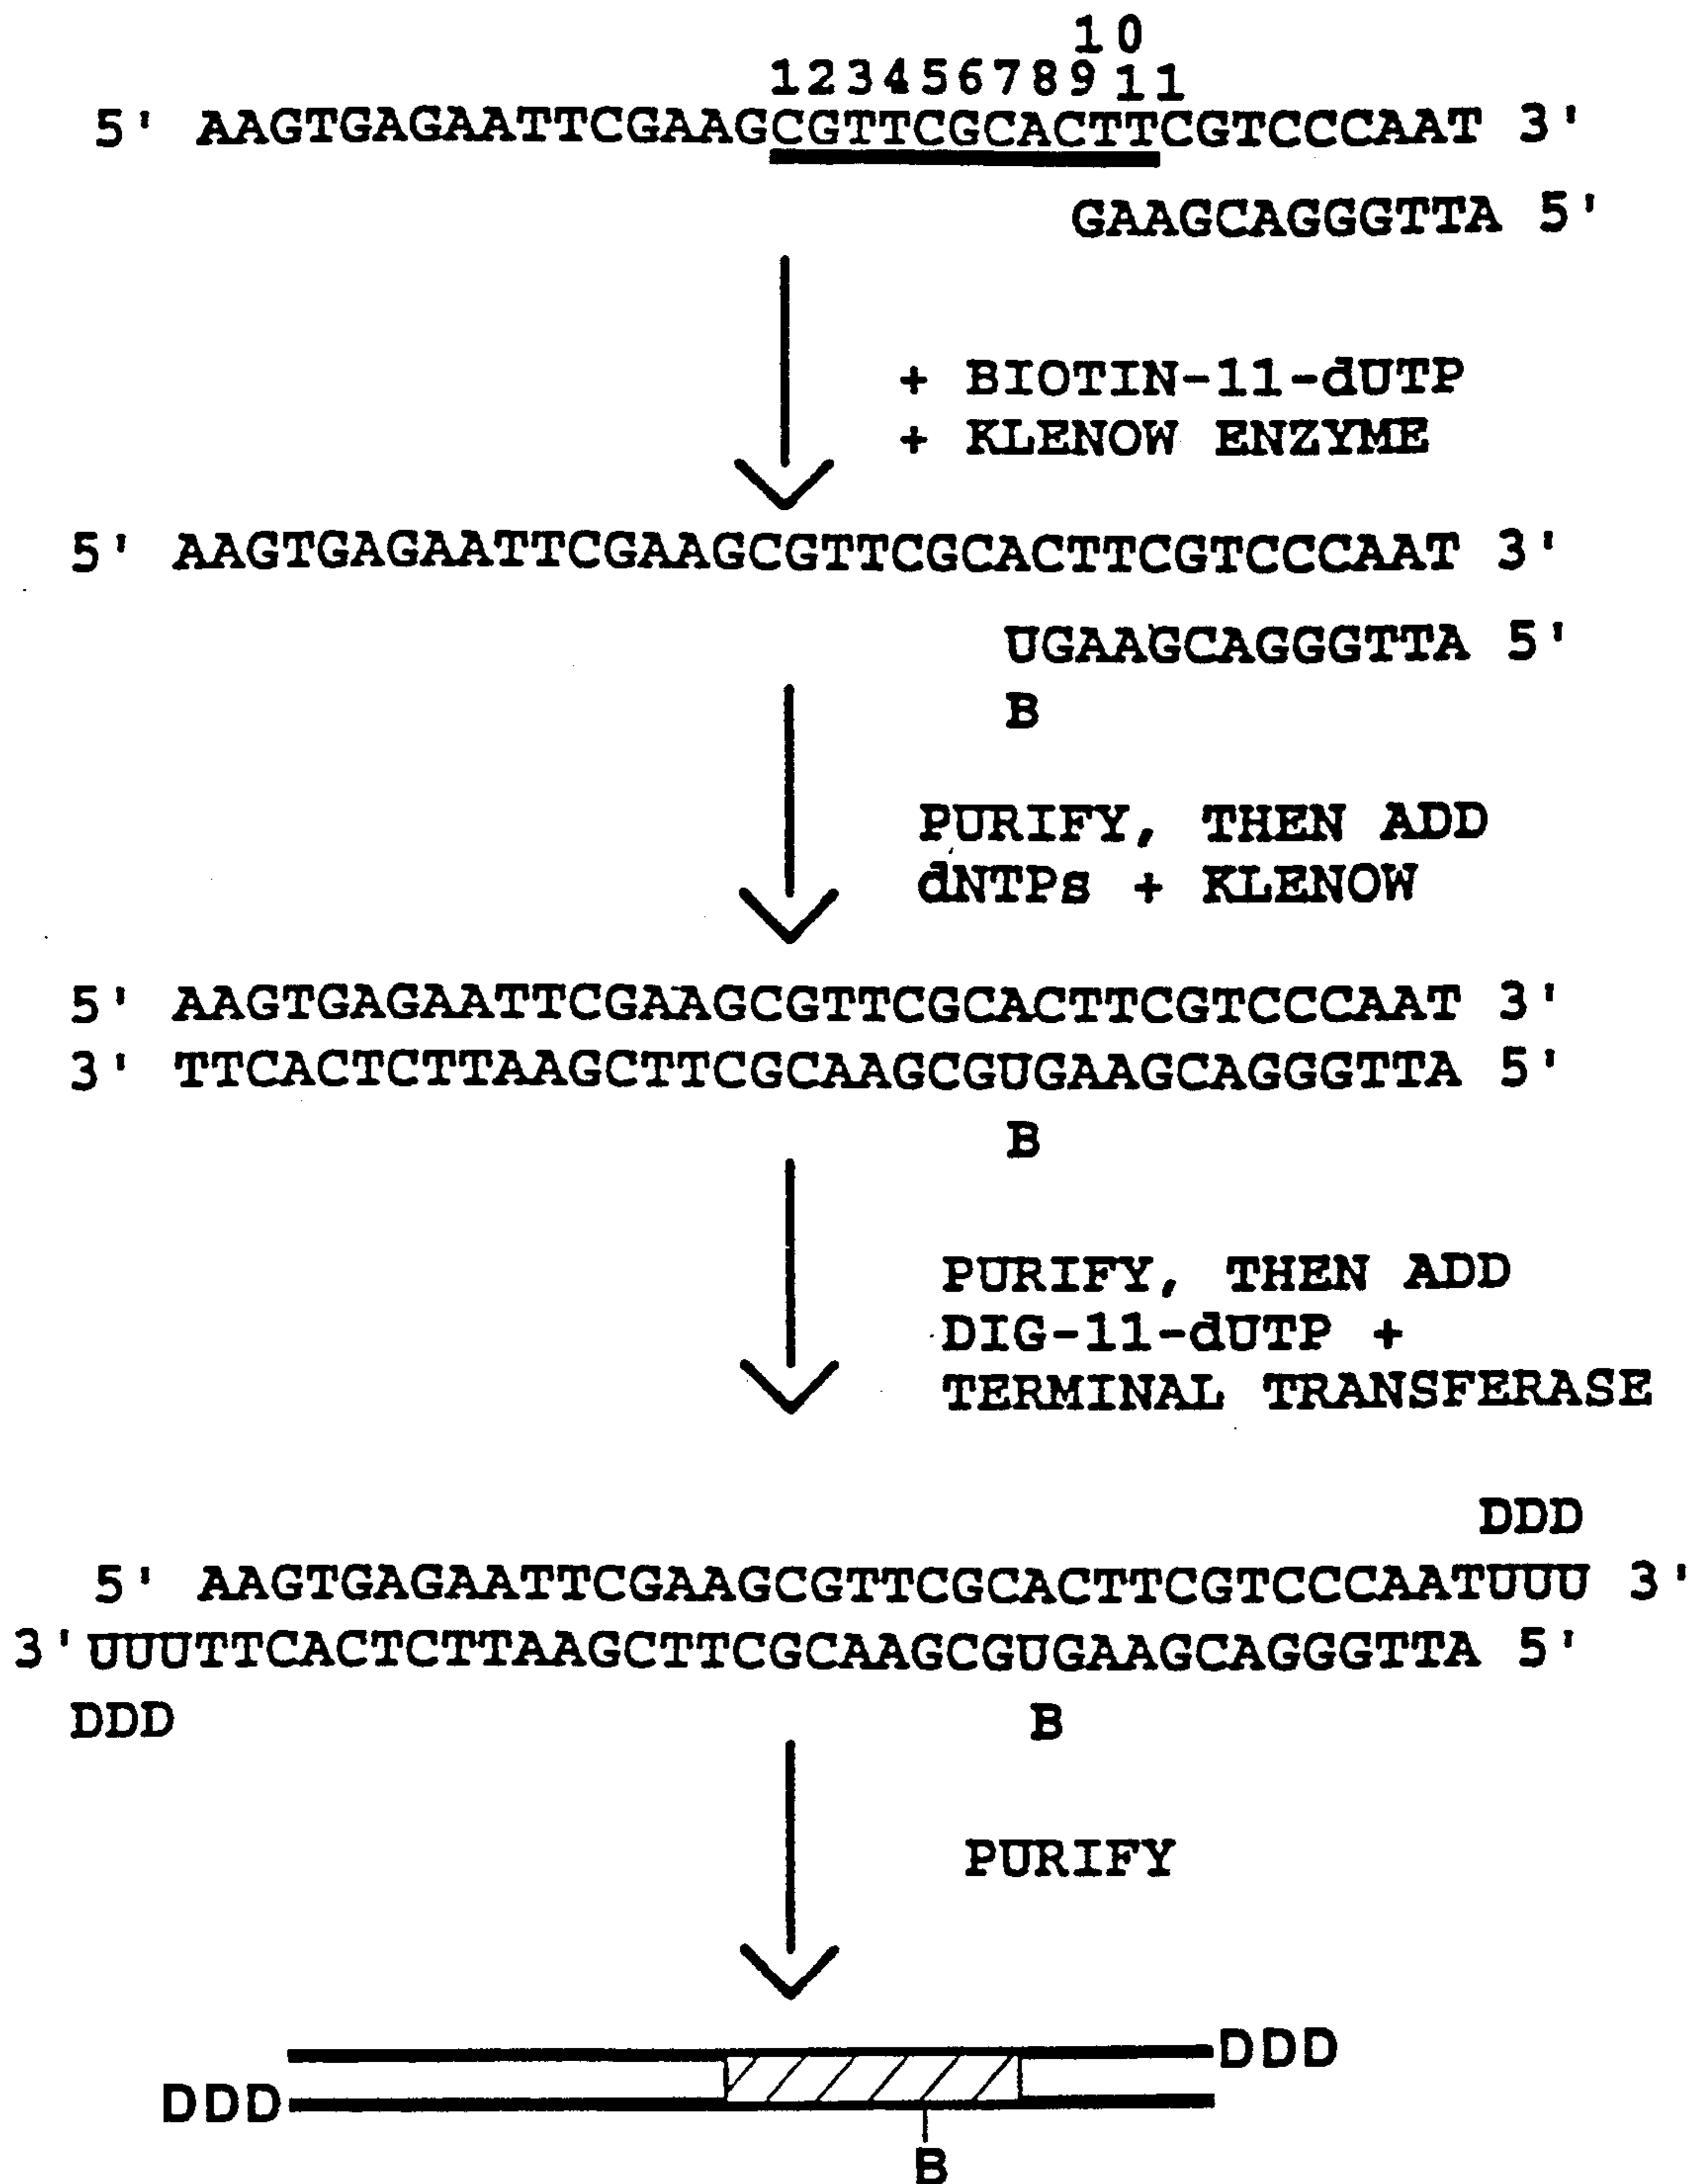 10
123456789 11
5' AAGTGAGAATTCGAAGCGTTCGCACTTCGTCCCAAT 3'
GAAGCAGGGTTA 5'
+ BIOTIN-11-dUTP
+ KLENOW ENZYME
5' AAGTGAGAATTCGAAGCGTTCGCACTTCGTCCCAAT 3'
UGAAGCAGGGTTA 5'
B
PURIFY, THEN ADD
dNTPs + KLENOW
5' AAGTGAGAATTCGAAGCGTTCGCACTTCGTCCCAAT 3'
3' TTCACTCTTAAGCTTCGCAAGCGUGAAGCAGGGTTA 5'
B
PURIFY, THEN ADD
DIG-11-dUTP +
TERMINAL TRANSFERASE
DDD
5' AAGTGAGAATTCGAAGCGTTCGCACTTCGTCCCAATUUU 3'
3'UUUTTCACTCTTAAGCTTCGCAAGCGUGAAGCAGGGTTA 5'
DDD B
PURIFY
DDD
DDD
B